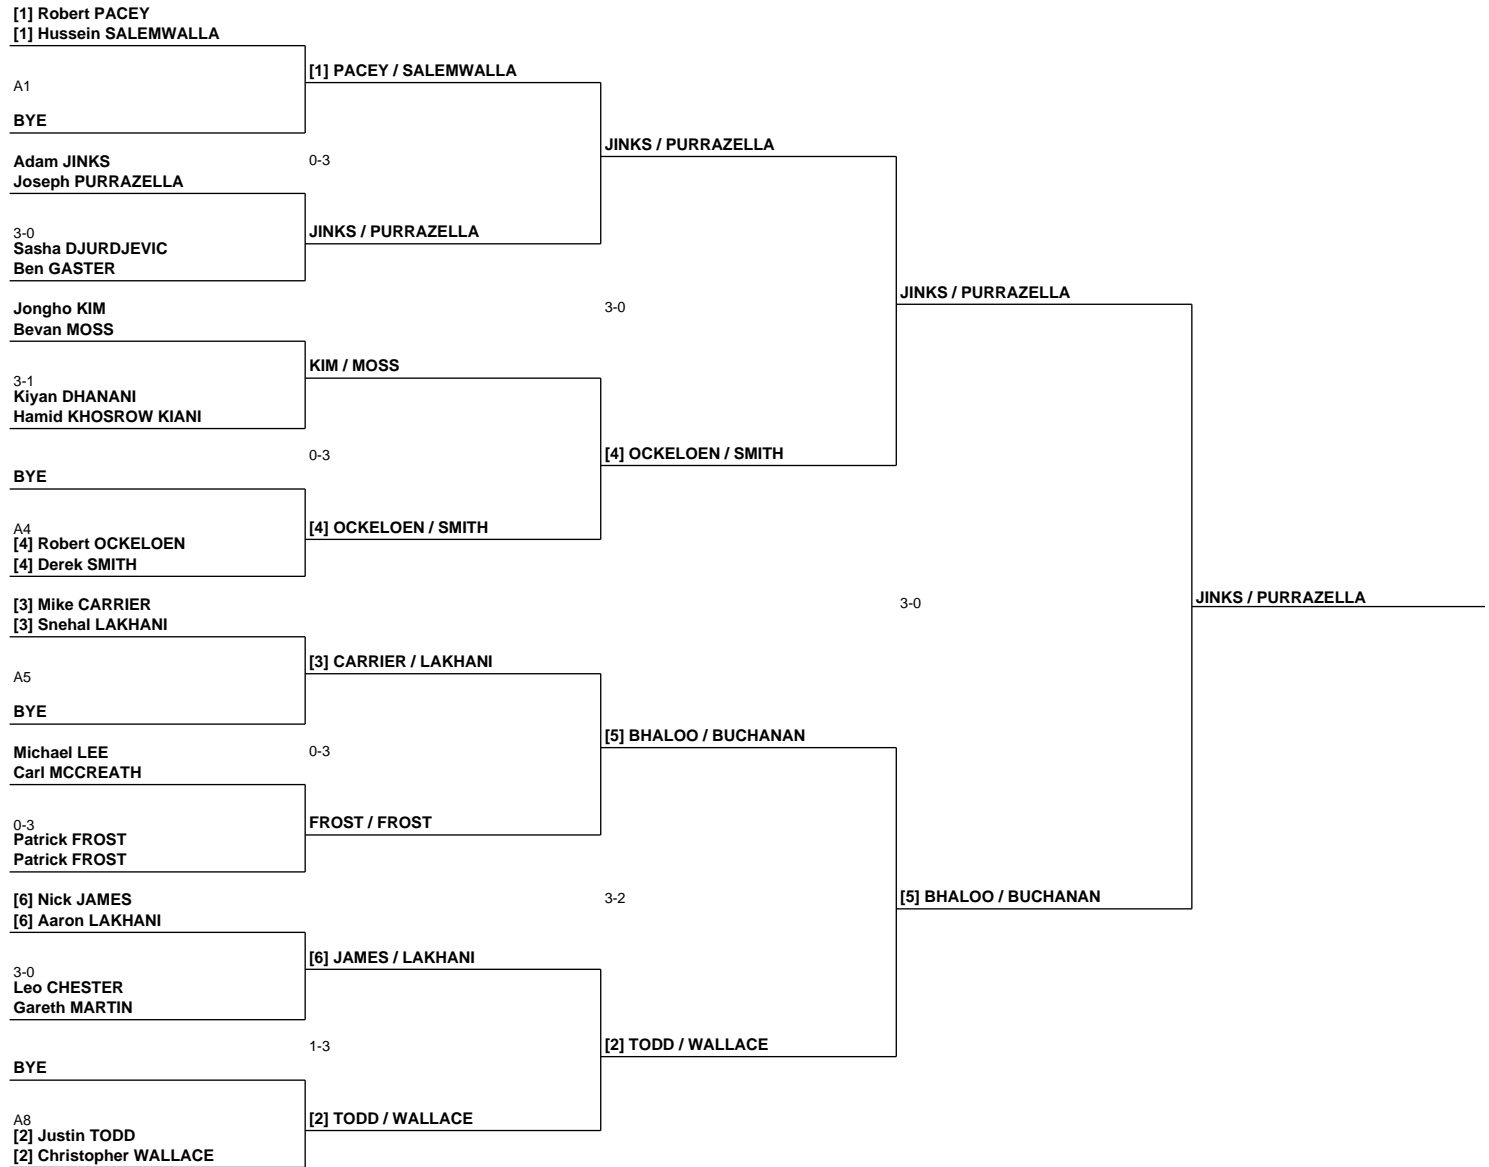 [1] Robert PACEY
[1] Hussein SALEMWALLA
[1] PACEY / SALEMWALLA
A1
BYE
JINKS / PURRAZELLA
Adam JINKS
0-3
Joseph PURRAZELLA
3-0
JINKS / PURRAZELLA
Sasha DJURDJEVIC
Ben GASTER
JINKS / PURRAZELLA
Jongho KIM
3-0
Bevan MOSS
KIM / MOSS
3-1
Kiyan DHANANI
Hamid KHOSROW KIANI
0-3
[4] OCKELOEN / SMITH
BYE
A4
[4] OCKELOEN / SMITH
[4] Robert OCKELOEN
[4] Derek SMITH
[3] Mike CARRIER
3-0
JINKS / PURRAZELLA
[3] Snehal LAKHANI
[3] CARRIER / LAKHANI
A5
BYE
[5] BHALOO / BUCHANAN
Michael LEE
0-3
Carl MCCREATH
0-3
FROST / FROST
Patrick FROST
Patrick FROST
[6] Nick JAMES
3-2
[5] BHALOO / BUCHANAN
[6] Aaron LAKHANI
[6] JAMES / LAKHANI
3-0
Leo CHESTER
Gareth MARTIN
1-3
[2] TODD / WALLACE
BYE
A8
[2] TODD / WALLACE
[2] Justin TODD
[2] Christopher WALLACE